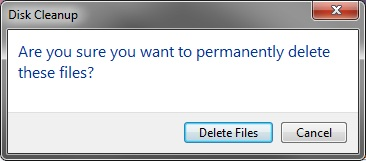 Disk Cleanup
Are you sure you want to permanently delete
these files?
Delete Files
Cancel